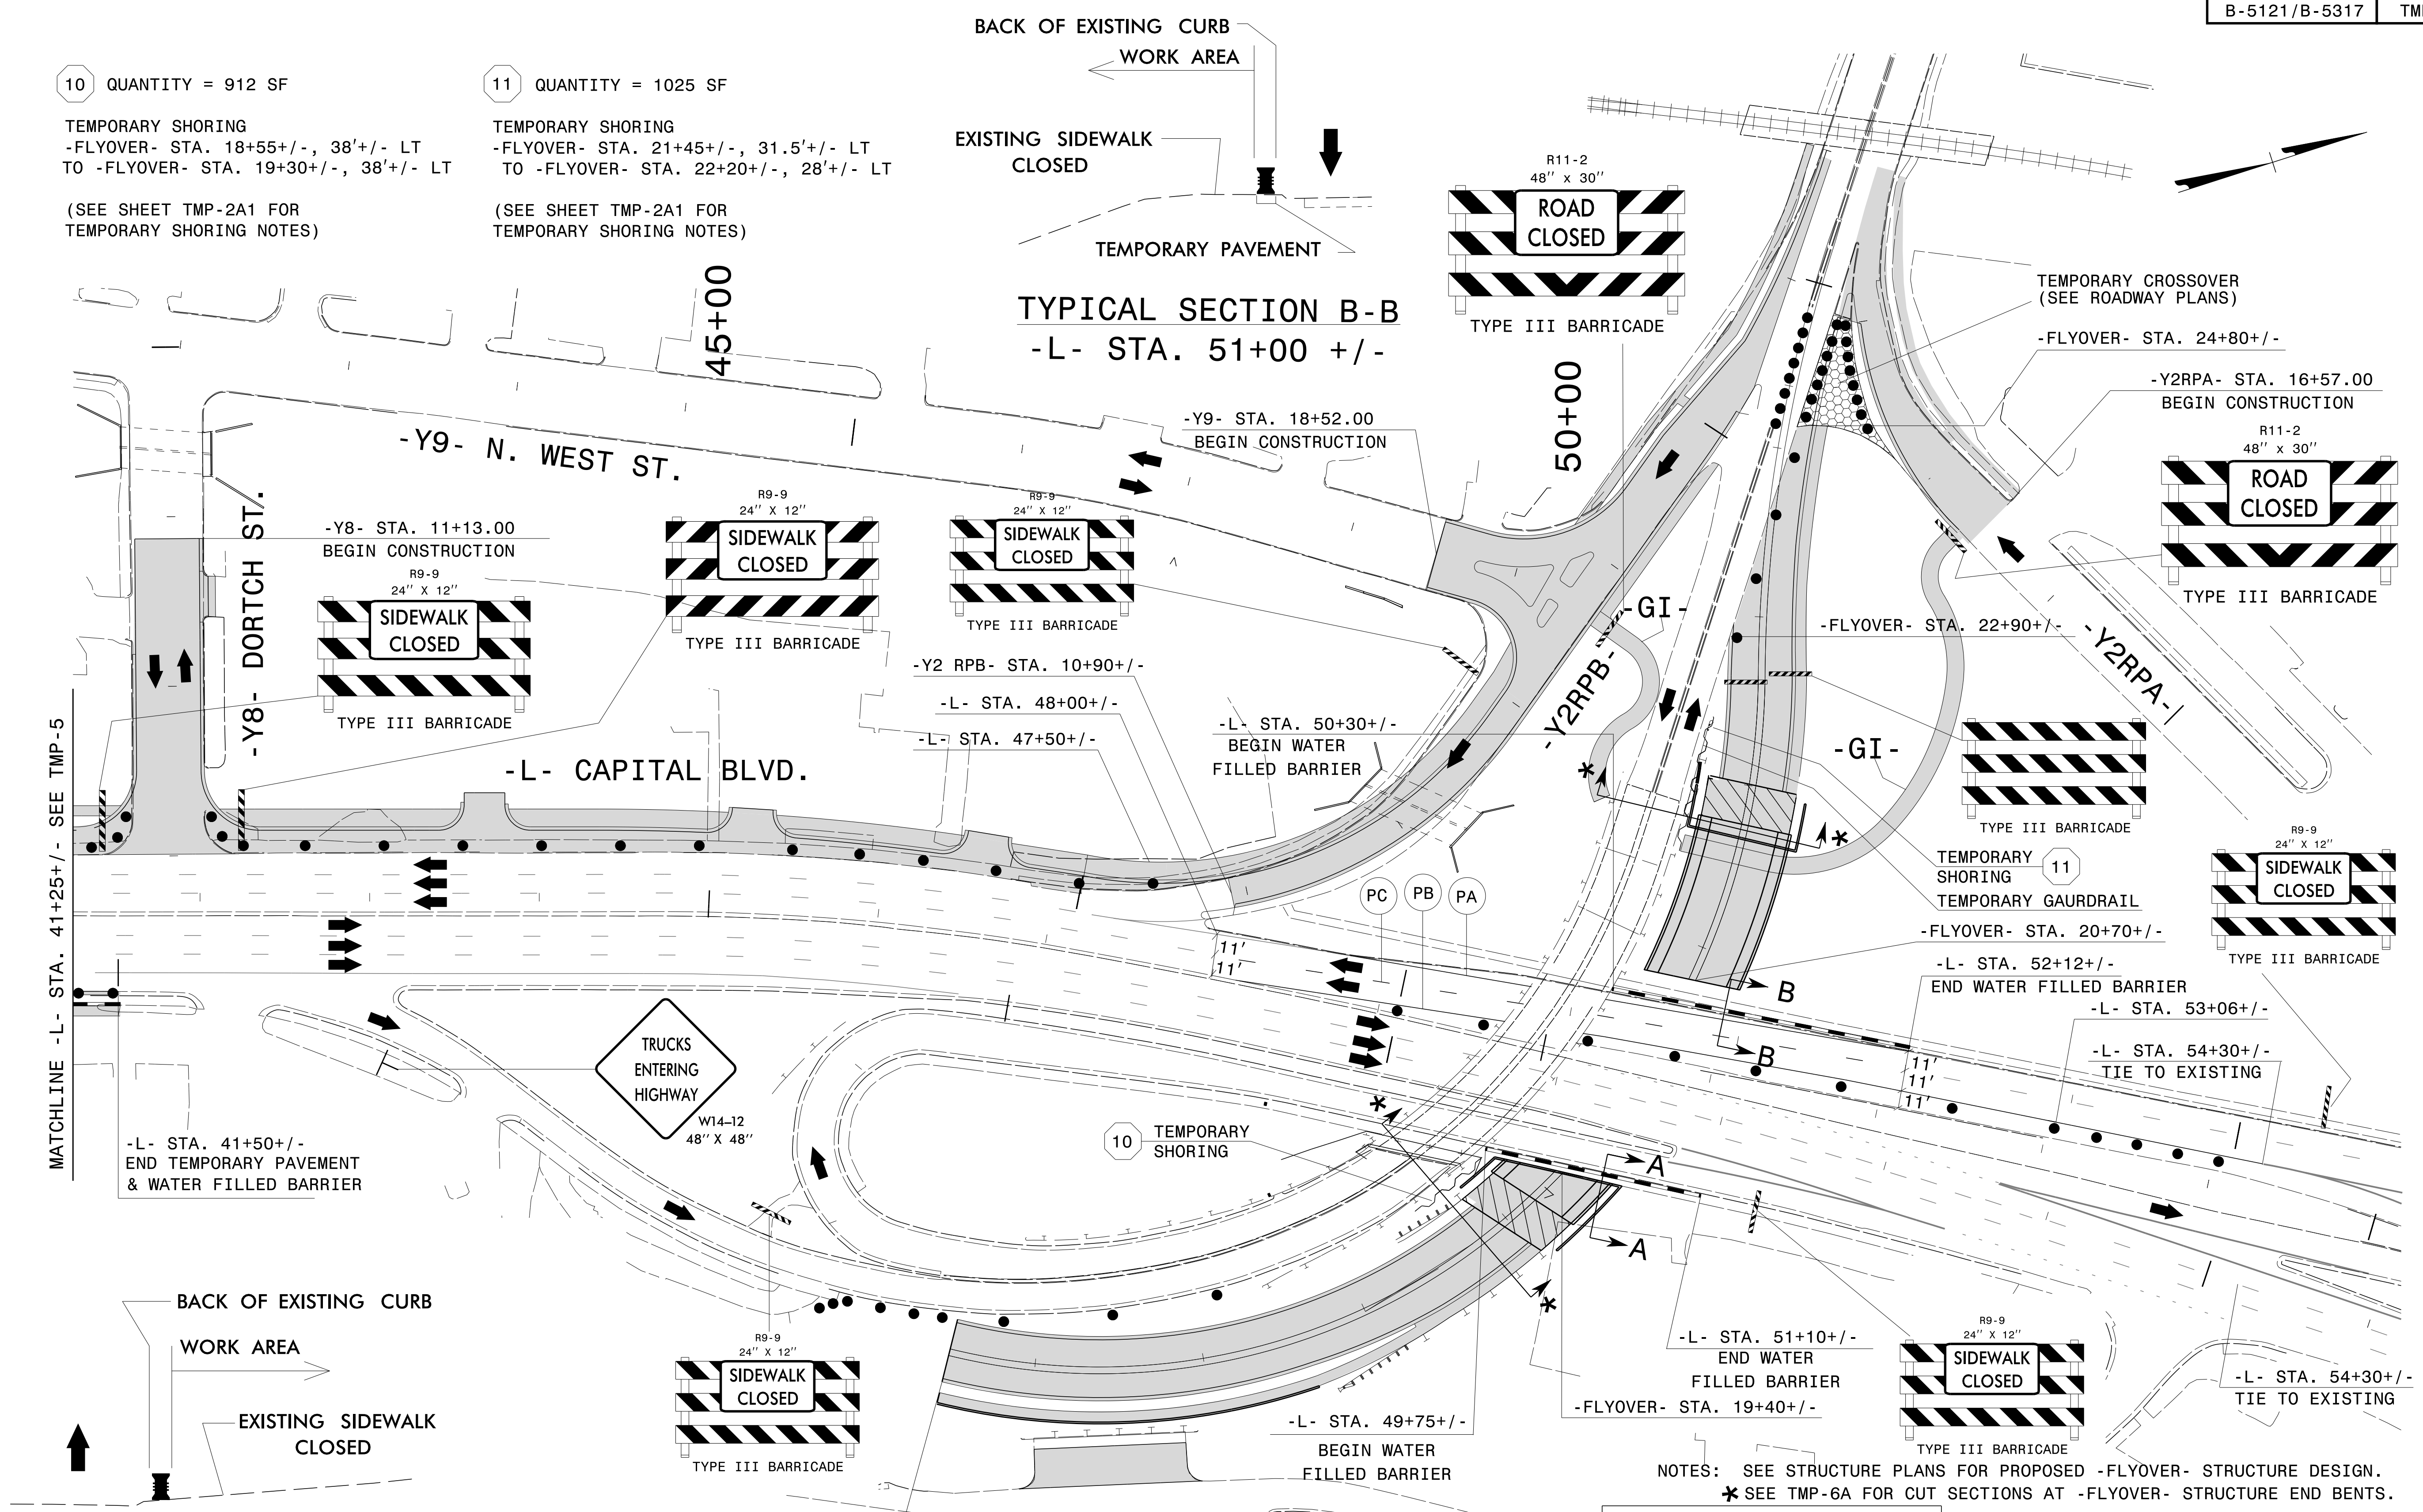 B-5121/B-5317
BACK OF EXISTING CURB
WORK AREA
EXISTING SIDEWALK
CLOSED
TEMPORARY PAVEMENT
TYPICAL SECTION B-B
-L- STA. 51+00 +/-
10 QUANTITY = 912 SF
TEMPORARY SHORING
-FLYOVER- STA. 18+55+/-, 38'+/- LT
TO -FLYOVER- STA. 19+30+/-, 38'+/- LT
(SEE SHEET TMP-2A1 FOR
TEMPORARY SHORING NOTES)
11 QUANTITY = 1025 SF
TEMPORARY SHORING
-FLYOVER- STA. 21+45+/-, 31.5'+/- LT
TO -FLYOVER- STA. 22+20+/-, 28'+/- LT
(SEE SHEET TMP-2A1 FOR
TEMPORARY SHORING NOTES)
R11-2
48" X 30"
ROAD
CLOSED
TYPE III BARRICADE
TEMPORARY CROSSOVER
(SEE ROADWAY PLANS)
-FLYOVER- STA. 24+80+/-
-Y2RPA- STA. 16+57.00
BEGIN CONSTRUCTION
R11-2
48" X 30"
ROAD
CLOSED
TYPE III BARRICADE
45+00
50+00
-Y9- N. WEST ST.
-Y9- STA. 18+52.00
BEGIN CONSTRUCTION
-Y8- DORTCH ST.
-Y8- STA. 11+13.00
BEGIN CONSTRUCTION
R9-9
24" X 12"
SIDEWALK
CLOSED
TYPE III BARRICADE
R9-9
24" X 12"
SIDEWALK
CLOSED
TYPE III BARRICADE
R9-9
24" X 12"
SIDEWALK
CLOSED
TYPE III BARRICADE
-Y2 RPB- STA. 10+90+/-
-L- STA. 48+00+/-
-L- STA. 47+50+/-
-L- STA. 50+30+/-
BEGIN WATER
FILLED BARRIER
-L- CAPITAL BLVD.
-Y2RPB-
-GI-
-FLYOVER- STA. 22+90+/-
-Y2RPA-
-GI-
TYPE III BARRICADE
*
*
TEMPORARY
SHORING
11
TEMPORARY GAURDRAIL
-FLYOVER- STA. 20+70+/-
R9-9
24" X 12"
SIDEWALK
CLOSED
TYPE III BARRICADE
-L- STA. 52+12+/-
END WATER FILLED BARRIER
-L- STA. 53+06+/-
-L- STA. 54+30+/-
TIE TO EXISTING
PC
PB
PA
11'
11'
B
B
11'
11'
11'
MATCHLINE -L- STA. 41+25+/- SEE TMP-5
-L- STA. 41+50+/-
END TEMPORARY PAVEMENT
& WATER FILLED BARRIER
TRUCKS
ENTERING
HIGHWAY
W14-12
48" X 48"
10
TEMPORARY
SHORING
*
*
A
A
BACK OF EXISTING CURB
WORK AREA
EXISTING SIDEWALK
CLOSED
R9-9
24" X 12"
SIDEWALK
CLOSED
TYPE III BARRICADE
-L- STA. 49+75+/-
BEGIN WATER
FILLED BARRIER
-L- STA. 51+10+/-
END WATER
FILLED BARRIER
-FLYOVER- STA. 19+40+/-
R9-9
24" X 12"
SIDEWALK
CLOSED
TYPE III BARRICADE
-L- STA. 54+30+/-
TIE TO EXISTING
NOTES: SEE STRUCTURE PLANS FOR PROPOSED -FLYOVER- STRUCTURE DESIGN.
* SEE TMP-6A FOR CUT SECTIONS AT -FLYOVER- STRUCTURE END BENTS.